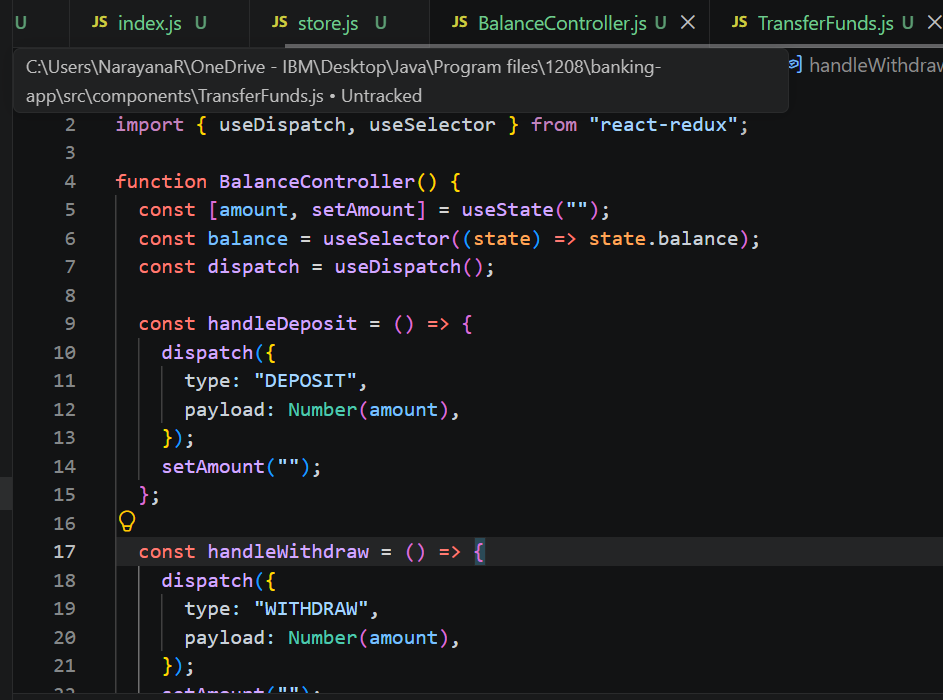 U JS index.js U JS store.js U JS BalanceController.js U JS TransferFunds.js U
C:\Users\NarayanaR\OneDrive - IBM\Desktop\Java\Program files\1208\banking-
app\src\components\TransferFunds.js • Untracked
handleWithdraw
2 import { useDispatch, useSelector } from "react-redux";
3
4 function BalanceController() {
5 const [amount, setAmount] = useState("");
6 const balance = useSelector((state) => state.balance);
7 const dispatch = useDispatch();
8
9 const handleDeposit = () => {
10 dispatch({
11 type: "DEPOSIT",
12 payload: Number(amount),
13 });
14 setAmount("");
15 };
16
17 const handleWithdraw = () => {
18 dispatch({
19 type: "WITHDRAW",
20 payload: Number(amount),
21 });
22 setAmount("");